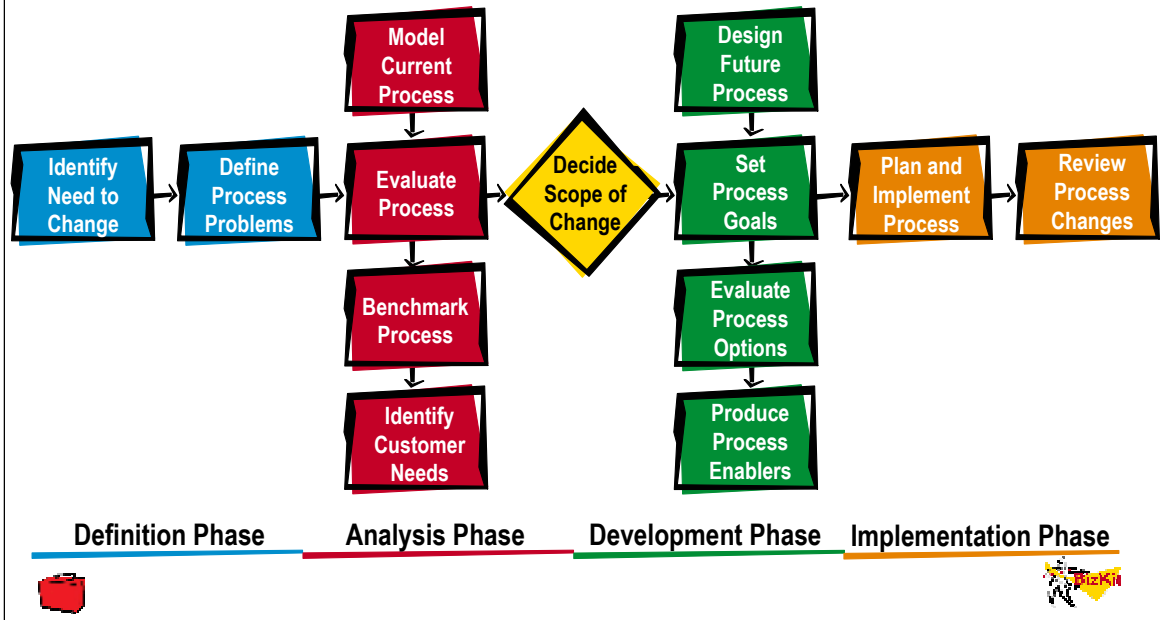 Model
Current
Process
Design
Future
Process
Identify
Need to
Change
Define
Process
Problems
Evaluate
Process
Decide
Scope of
Change
Set
Process
Goals
Plan and
Implement
Process
Review
Process
Changes
Benchmark
Process
Evaluate
Process
Options
Identify
Customer
Needs
Produce
Process
Enablers
Definition Phase
Analysis Phase
Development Phase
Implementation Phase